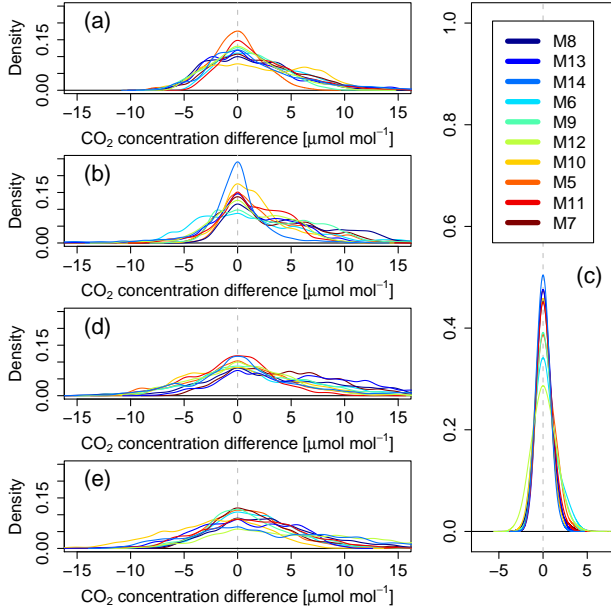 (a)
Density
0.00
0.15
−15 −10 −5 0 5 10 15
CO2 concentration difference [μmol mol−1]
(b)
Density
0.00
0.15
−15 −10 −5 0 5 10 15
CO2 concentration difference [μmol mol−1]
(d)
Density
0.00
0.15
−15 −10 −5 0 5 10 15
CO2 concentration difference [μmol mol−1]
(e)
Density
0.00
0.15
−15 −10 −5 0 5 10 15
CO2 concentration difference [μmol mol−1]
(c)
1.0
0.8
0.6
0.4
0.2
0.0
−5 0 5
M8
M13
M14
M6
M9
M12
M10
M5
M11
M7